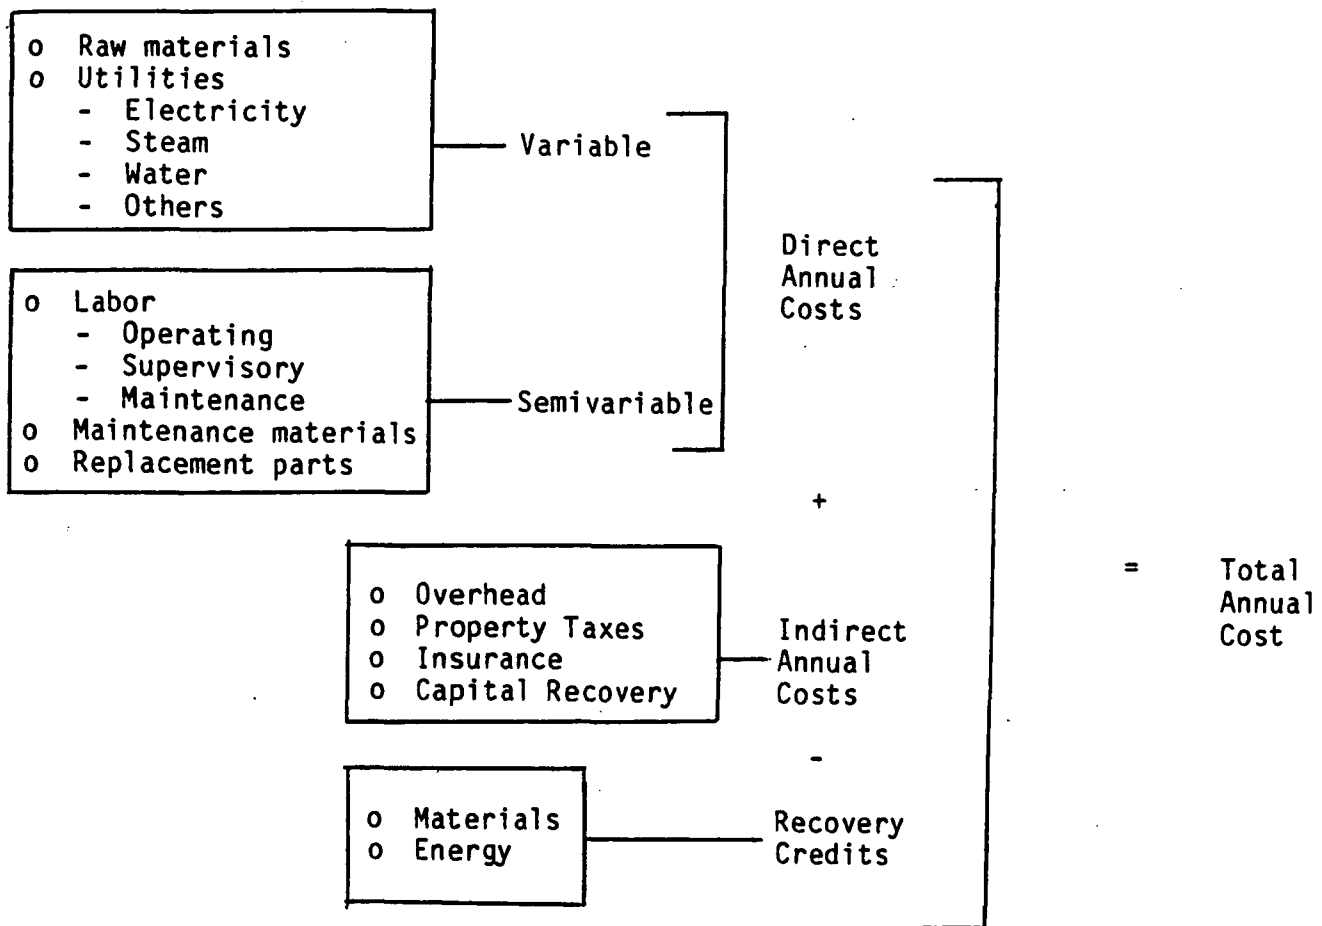 o Raw materials
o Utilities
- Electricity
- Steam
- Water
- Others
Variable
o Labor
- Operating
- Supervisory
- Maintenance
o Maintenance materials
o Replacement parts
Semivariable
Direct
Annual
Costs
+
o Overhead
o Property Taxes
o Insurance
o Capital Recovery
Indirect
Annual
Costs
-
o Materials
o Energy
Recovery
Credits
= Total
Annual
Cost